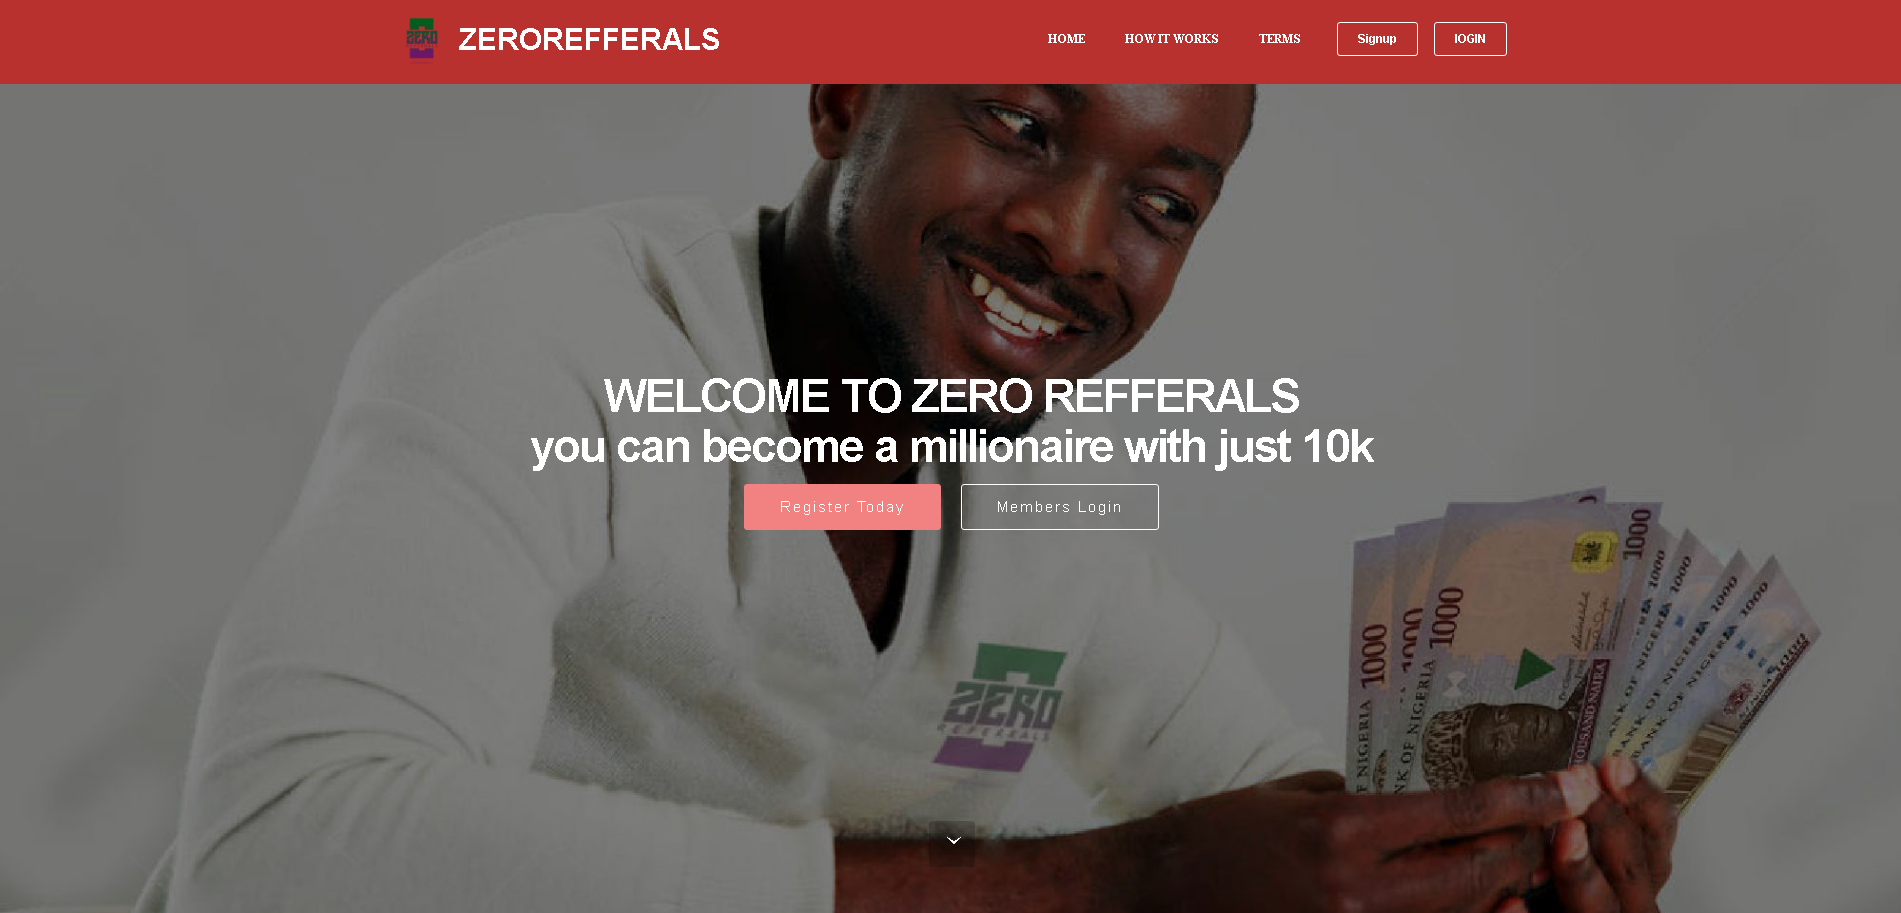 ZERO
ZEROREFFERALS
HOME
HOW IT WORKS
TERMS
Signup
lOGIN
WELCOME TO ZERO REFFERALS
you can become a millionaire with just 10k
Register Today
Members Login
ZERO
REFERRALS
1000
1000
1000
1000
1000
1000
1000
1000
1000
F NIGERIA
NK OF NIGERIA
OUSAND NAIRA
BANK OF NIGERIA
BANK OF NIGERIA
BANK OF NIGERIA